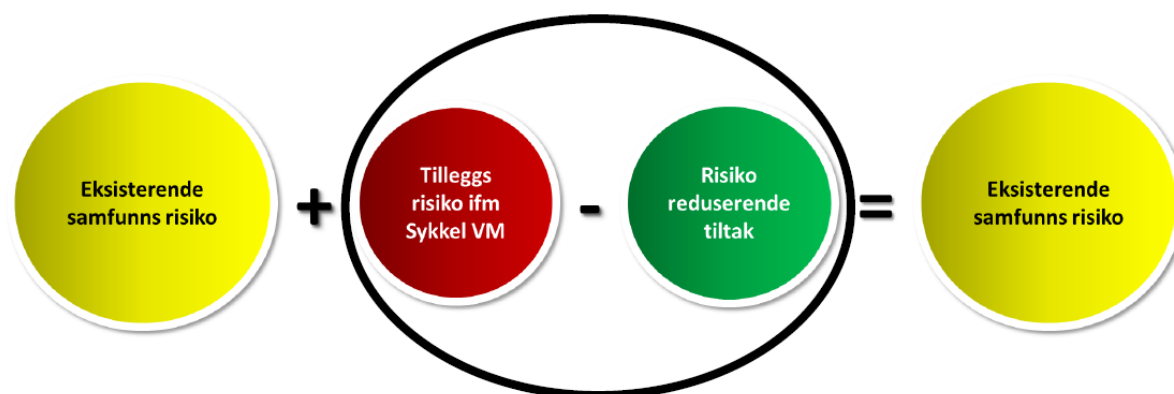 Eksisterende
samfunns risiko
+
Tilleggs
risiko ifm
Sykkel VM
-
Risiko
reduserende
tiltak
=
Eksisterende
samfunns risiko